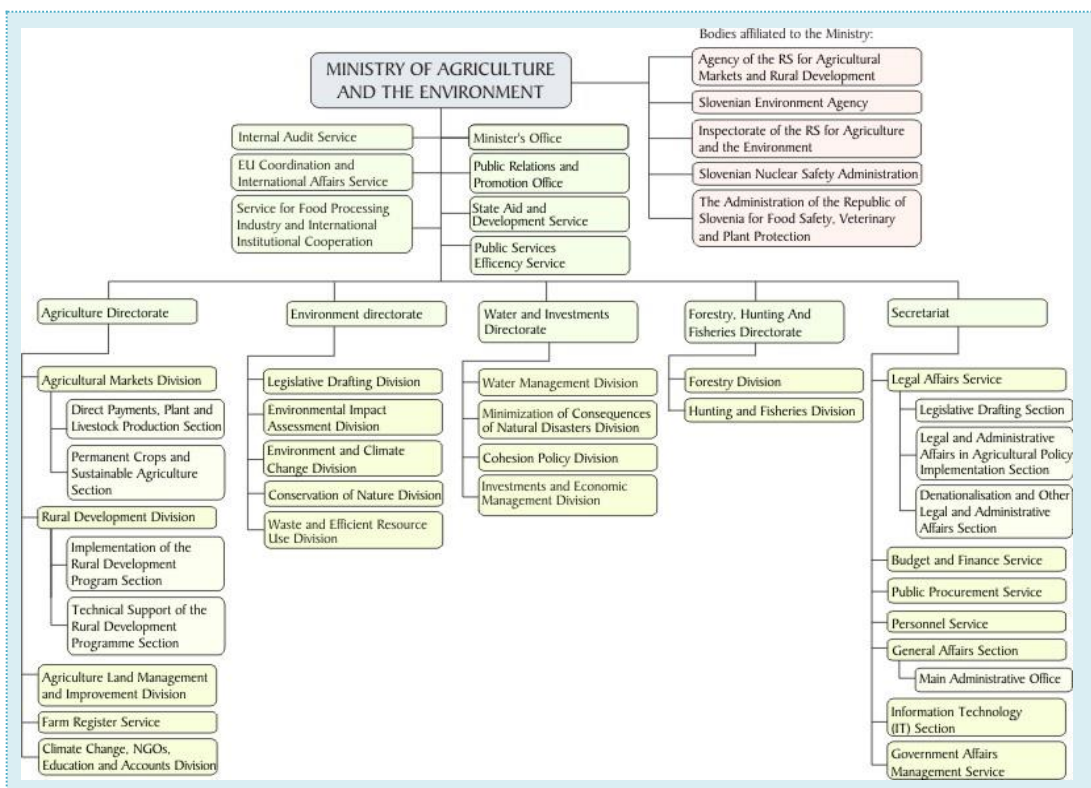 Bodies affiliated to the Ministry:
MINISTRY OF AGRICULTURE
AND THE ENVIRONMENT
Agency of the RS for Agricultural
Markets and Rural Development
Slovenian Environment Agency
Inspectorate of the RS for Agriculture
and the Environment
Slovenian Nuclear Safety Administration
The Administration of the Republic of
Slovenia for Food Safety, Veterinary
and Plant Protection
Internal Audit Service
EU Coordination and
International Affairs Service
Service for Food Processing
Industry and International
Institutional Cooperation
Minister's Office
Public Relations and
Promotion Office
State Aid and
Development Service
Public Services
Efficency Service
Agriculture Directorate
Agricultural Markets Division
Direct Payments, Plant and
Livestock Production Section
Permanent Crops and
Sustainable Agriculture
Section
Rural Development Division
Implementation of the
Rural Development
Program Section
Technical Support of the
Rural Development
Programme Section
Agriculture Land Management
and Improvement Division
Farm Register Service
Climate Change, NGOs,
Education and Accounts Division
Environment directorate
Legislative Drafting Division
Environmental Impact
Assessment Division
Environment and Climate
Change Division
Conservation of Nature Division
Waste and Efficient Resource
Use Division
Water and Investments
Directorate
Water Management Division
Minimization of Consequences
of Natural Disasters Division
Cohesion Policy Division
Investments and Economic
Management Division
Forestry, Hunting And
Fisheries Directorate
Forestry Division
Hunting and Fisheries Division
Secretariat
Legal Affairs Service
Legislative Drafting Section
Legal and Administrative
Affairs in Agricultural Policy
Implementation Section
Denationalisation and Other
Legal and Administrative
Affairs Section
Budget and Finance Service
Public Procurement Service
Personnel Service
General Affairs Section
Main Administrative Office
Information Technology
(IT) Section
Government Affairs
Management Service